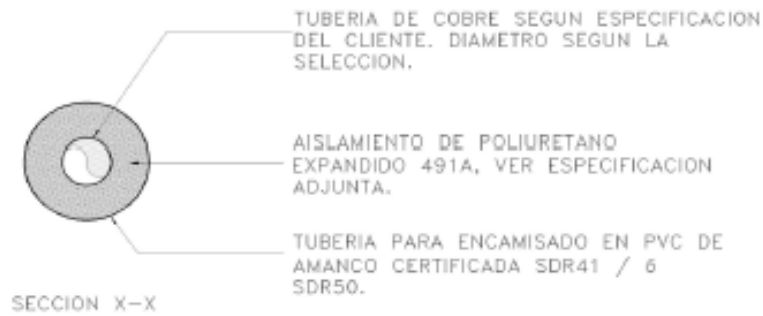 TUBERIA DE COBRE SEGUN ESPECIFICACION
DEL CLIENTE. DIAMETRO SEGUN LA
SELECCION.
AISLAMIENTO DE POLIURETANO
EXPANDIDO 491A, VER ESPECIFICACION
ADJUNTA.
TUBERIA PARA ENCAMISADO EN PVC DE
AMANCO CERTIFICADA SDR41 / 6
SDR50.
SECCION X-X